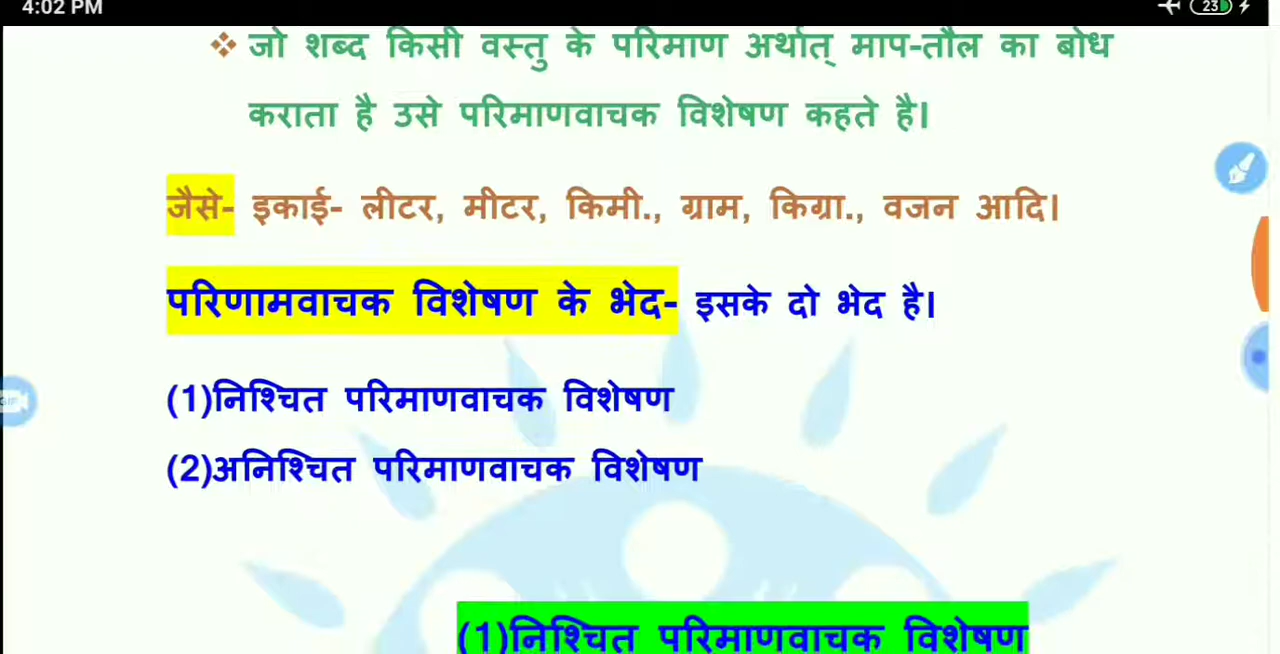 4:02 PM
23
❖ जो शब्द किसी वस्तु के परिमाण अर्थात् माप-तौल का बोध
कराता है उसे परिमाणवाचक विशेषण कहते है।
जैसे- इकाई- लीटर, मीटर, किमी., ग्राम, किग्रा., वजन आदि।
परिणामवाचक विशेषण के भेद- इसके दो भेद है।
(1)निश्चित परिमाणवाचक विशेषण
(2)अनिश्चित परिमाणवाचक विशेषण
(1)निश्चित परिमाणवाचक विशेषण